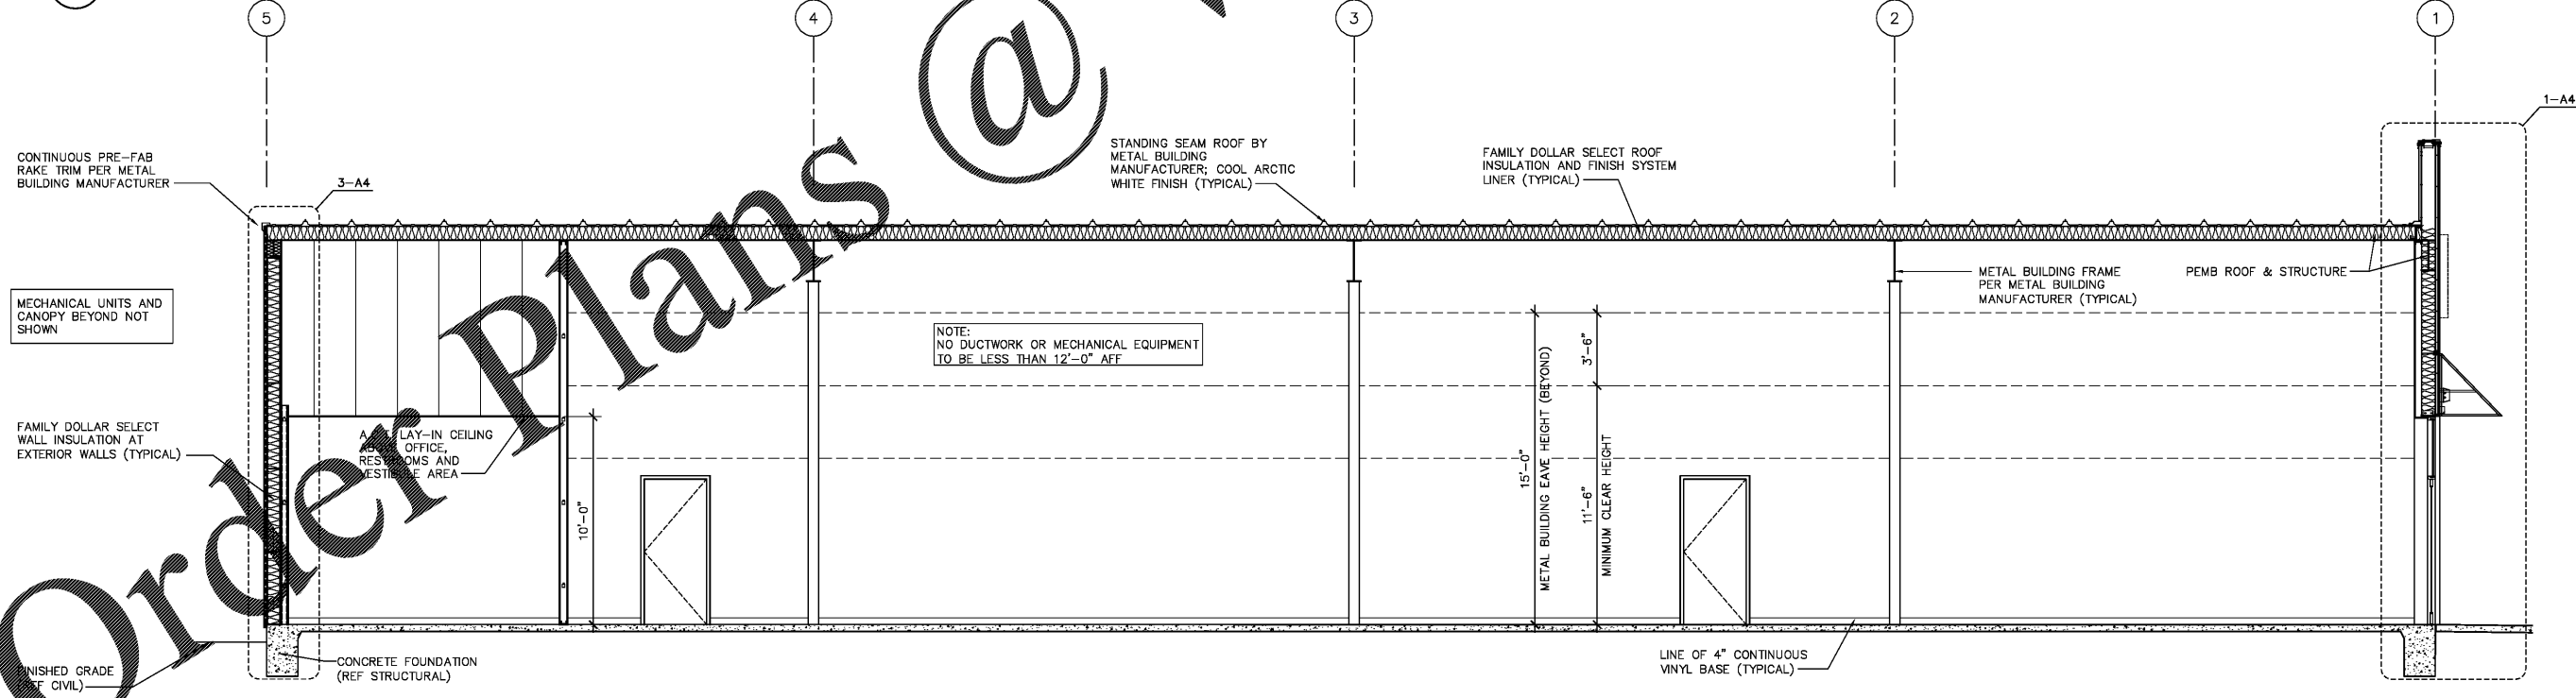 5
4
3
2
1
1-A4
CONTINUOUS PRE-FAB
RAKE TRIM PER METAL
BUILDING MANUFACTURER
3-A4
STANDING SEAM ROOF BY
METAL BUILDING
MANUFACTURER; COOL ARCTIC
WHITE FINISH (TYPICAL)
FAMILY DOLLAR SELECT ROOF
INSULATION AND FINISH SYSTEM
LINER (TYPICAL)
MECHANICAL UNITS AND
CANOPY BEYOND NOT
SHOWN
NOTE:
NO DUCTWORK OR MECHANICAL EQUIPMENT
TO BE LESS THAN 12'-0" AFF
METAL BUILDING FRAME
PER METAL BUILDING
MANUFACTURER (TYPICAL)
PEMB ROOF & STRUCTURE
FAMILY DOLLAR SELECT
WALL INSULATION AT
EXTERIOR WALLS (TYPICAL)
LAY-IN CEILING
ABOVE OFFICE,
RESTROOMS AND
VESTIBULE AREA
10'-0"
15'-0"
METAL BUILDING EAVE HEIGHT (BEYOND)
3'-6"
11'-6"
MINIMUM CLEAR HEIGHT
FINISHED GRADE
(REF CIVIL)
CONCRETE FOUNDATION
(REF STRUCTURAL)
LINE OF 4" CONTINUOUS
VINYL BASE (TYPICAL)
Order Plans @